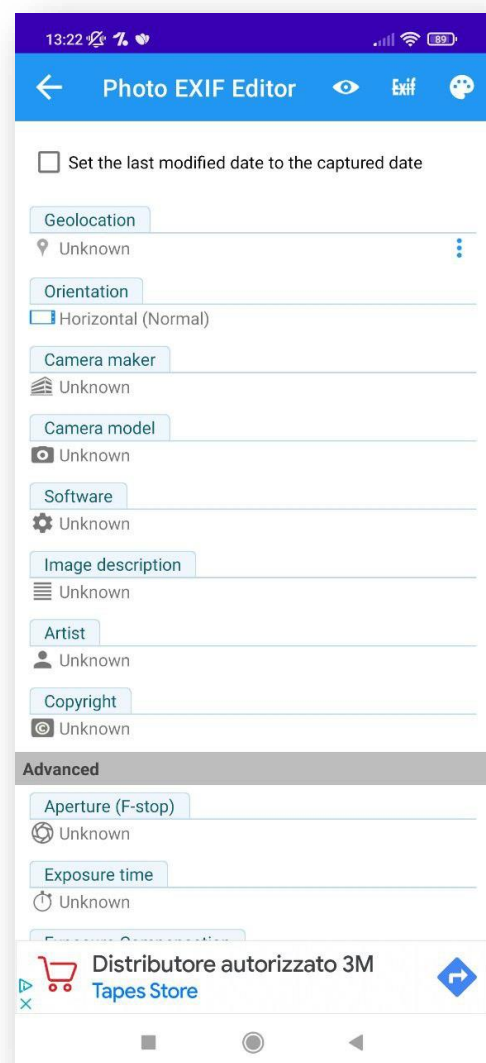 13:22
89
Photo EXIF Editor
Exif
Set the last modified date to the captured date
Geolocation
Unknown
Orientation
Horizontal (Normal)
Camera maker
Unknown
Camera model
Unknown
Software
Unknown
Image description
Unknown
Artist
Unknown
Copyright
Unknown
Advanced
Aperture (F-stop)
Unknown
Exposure time
Unknown
Distributore autorizzato 3M
Tapes Store